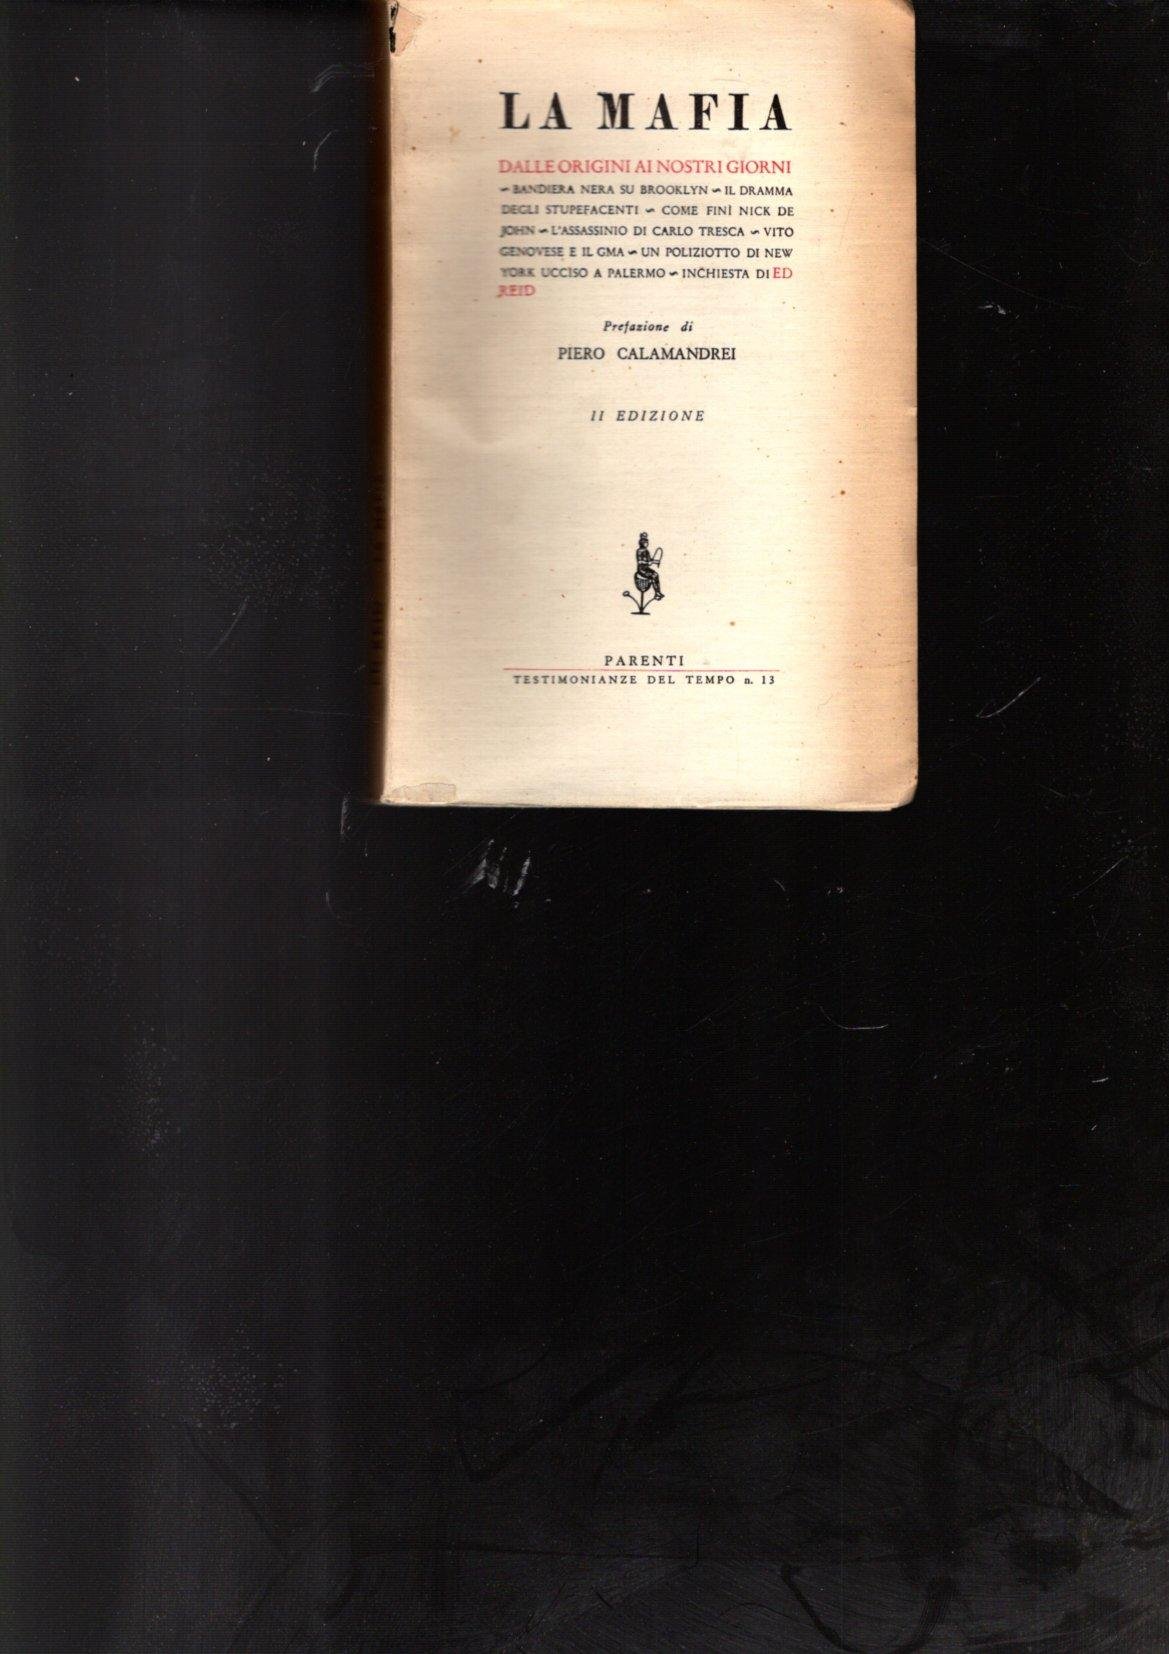 LA MAFIA
DALLE ORIGINI AI NOSTRI GIORNI
~ BANDIERA NERA SU BROOKLYN ~ IL DRAMMA
DEGLI STUPEFACENTI ~ COME FINÌ NICK DE
JOHN ~ L'ASSASSINIO DI CARLO TRESCA ~ VITO
GENOVESE E IL GMA ~ UN POLIZIOTTO DI NEW
YORK UCCISO A PALERMO ~ INCHIESTA DI ED
REID
Prefazione di
PIERO CALAMANDREI
II EDIZIONE
PARENTI
TESTIMONIANZE DEL TEMPO n. 13